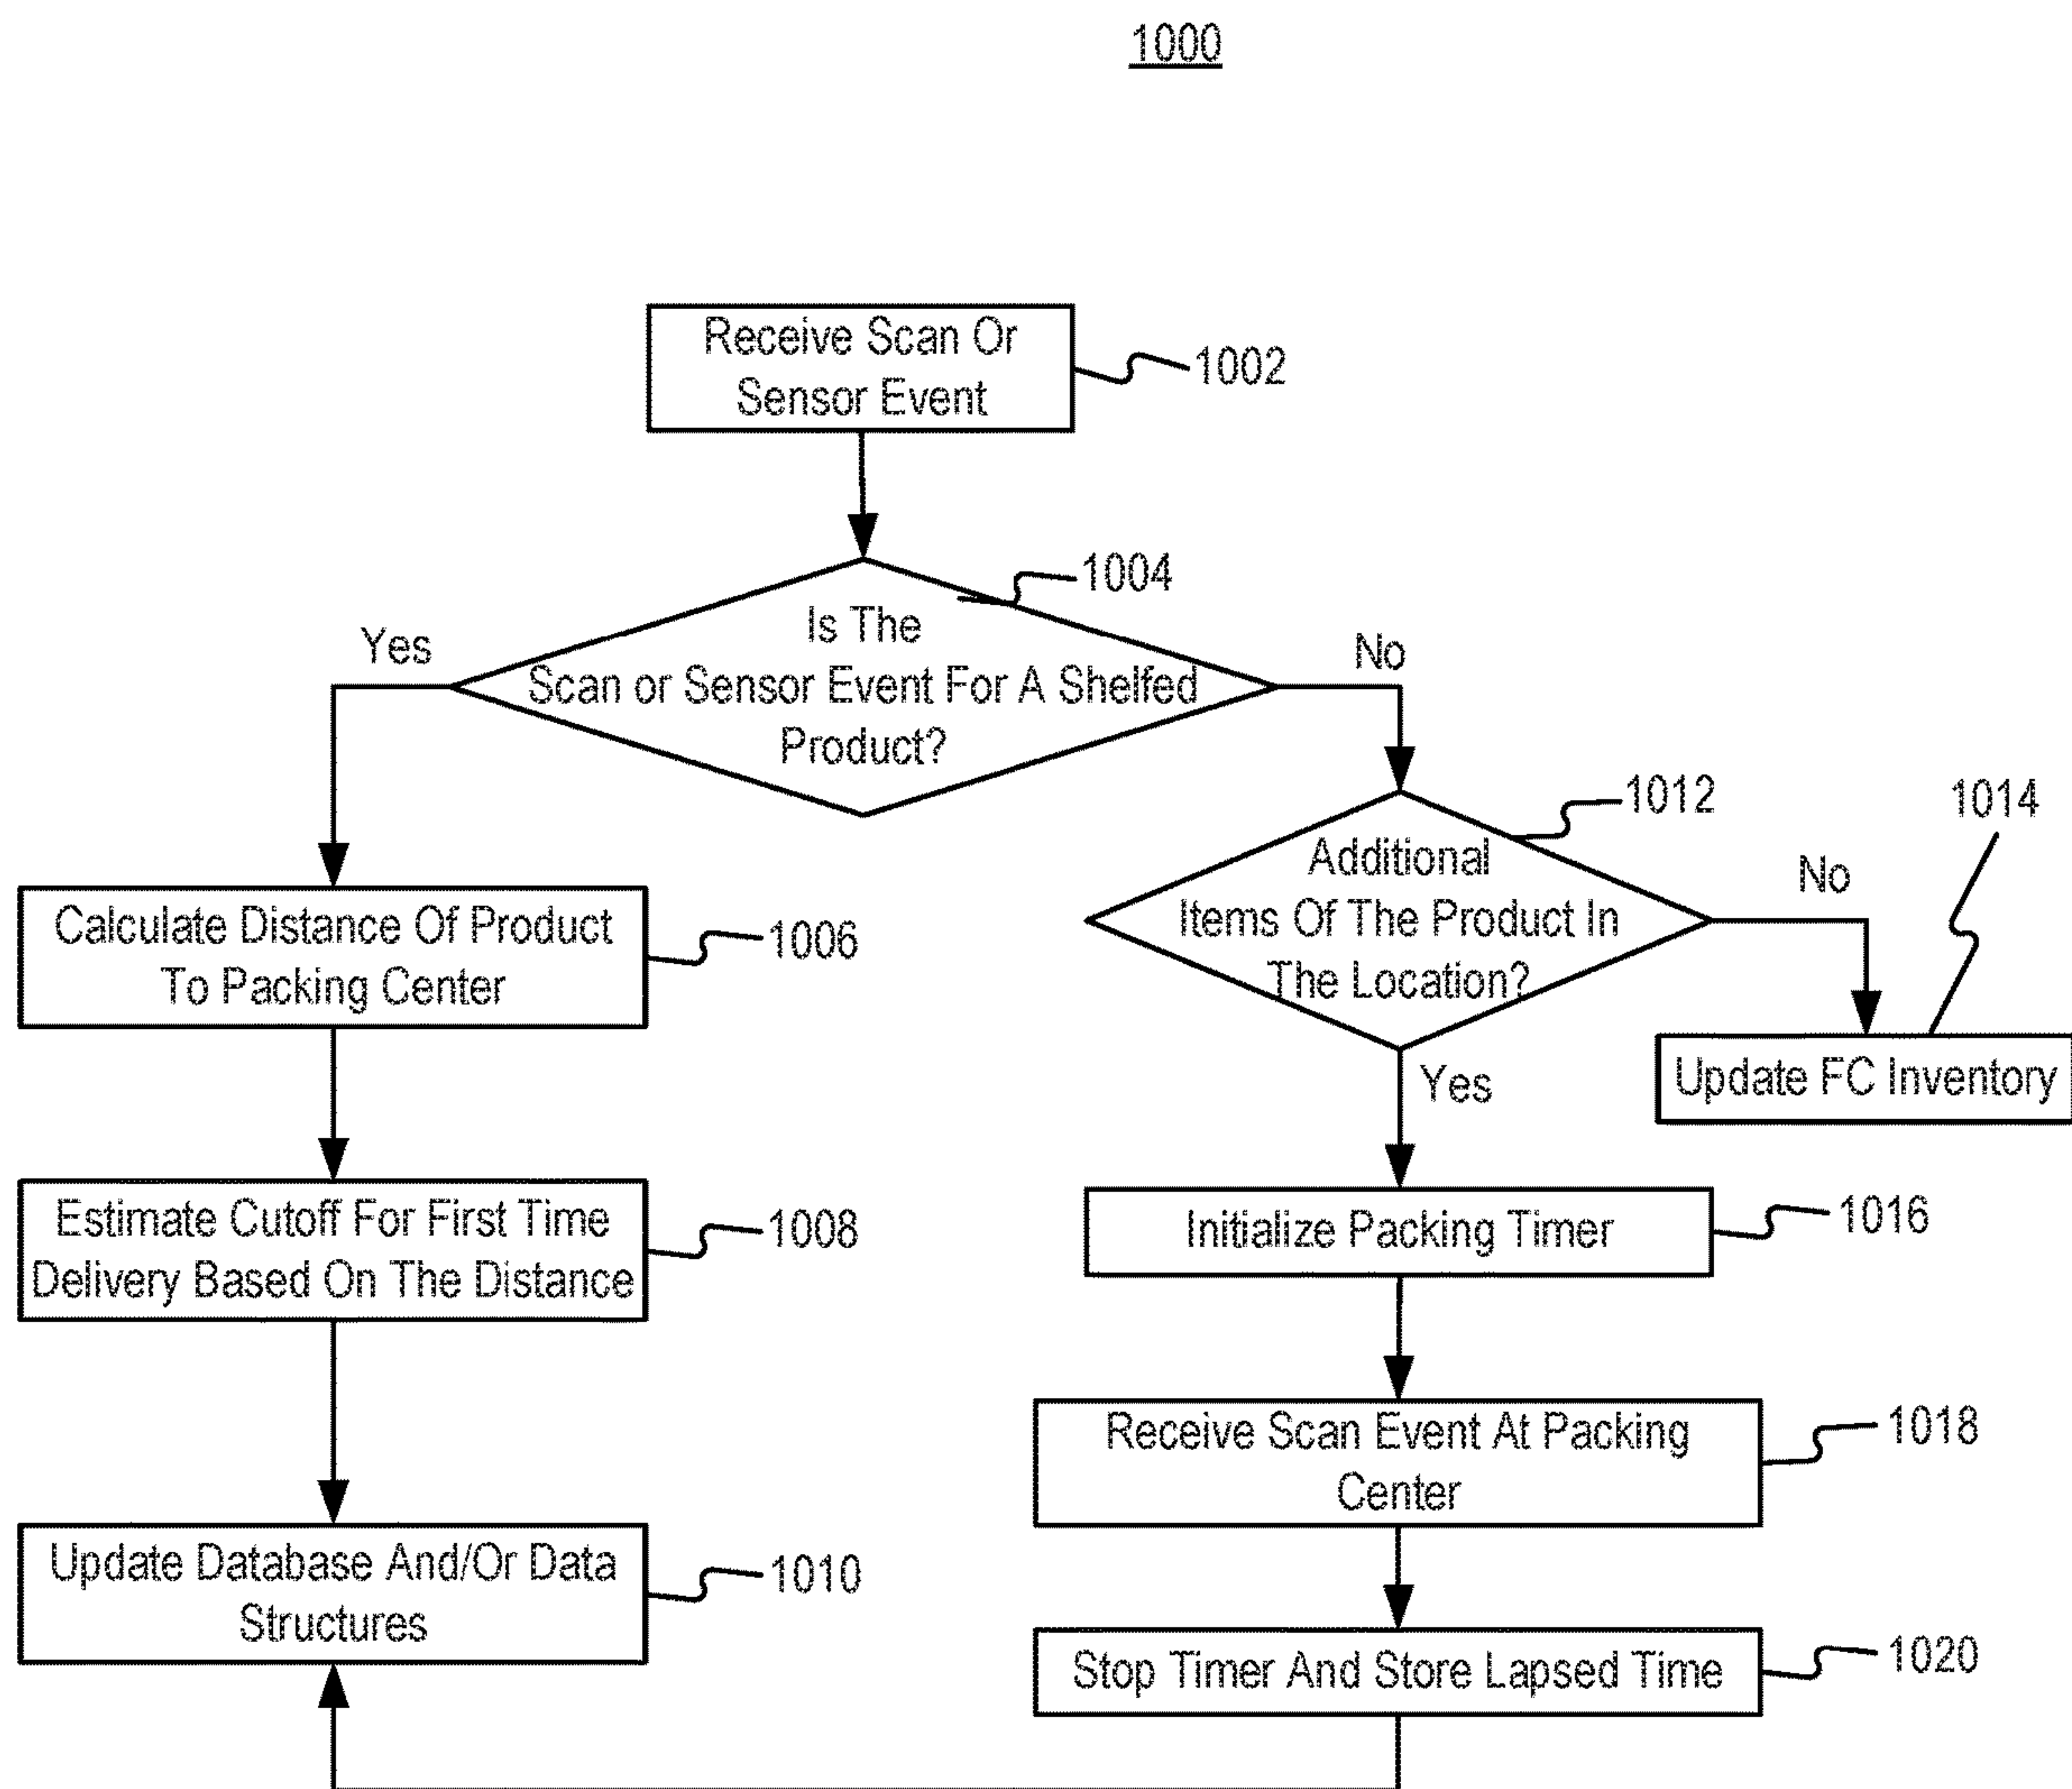 1000
Receive Scan Or
Sensor Event
1002
1004
Is The
Scan or Sensor Event For A Shelfed
Product?
Yes
No
1012
1014
Additional
Items Of The Product In
The Location?
No
Yes
Calculate Distance Of Product
To Packing Center
1006
Update FC Inventory
Estimate Cutoff For First Time
Delivery Based On The Distance
1008
Initialize Packing Timer
1016
Receive Scan Event At Packing
Center
1018
Update Database And/Or Data
Structures
1010
Stop Timer And Store Lapsed Time
1020